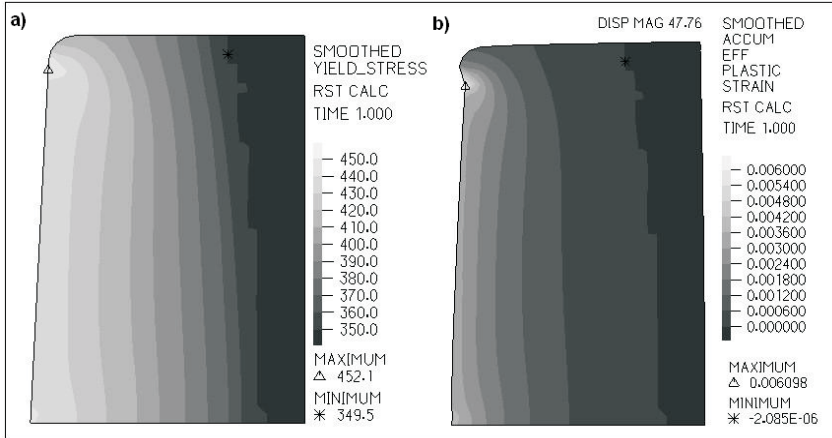 a)
SMOOTHED
YIELD_STRESS
RST CALC
TIME 1.000
450.0
440.0
430.0
420.0
410.0
400.0
390.0
380.0
370.0
360.0
350.0
MAXIMUM
△ 452.1
MINIMUM
✳ 349.5
b)
DISP MAG 47.76
SMOOTHED
ACCUM
EFF
PLASTIC
STRAIN
RST CALC
TIME 1.000
0.006000
0.005400
0.004800
0.004200
0.003600
0.003000
0.002400
0.001800
0.001200
0.000600
0.000000
MAXIMUM
△ 0.006098
MINIMUM
✳ -2.085E-06